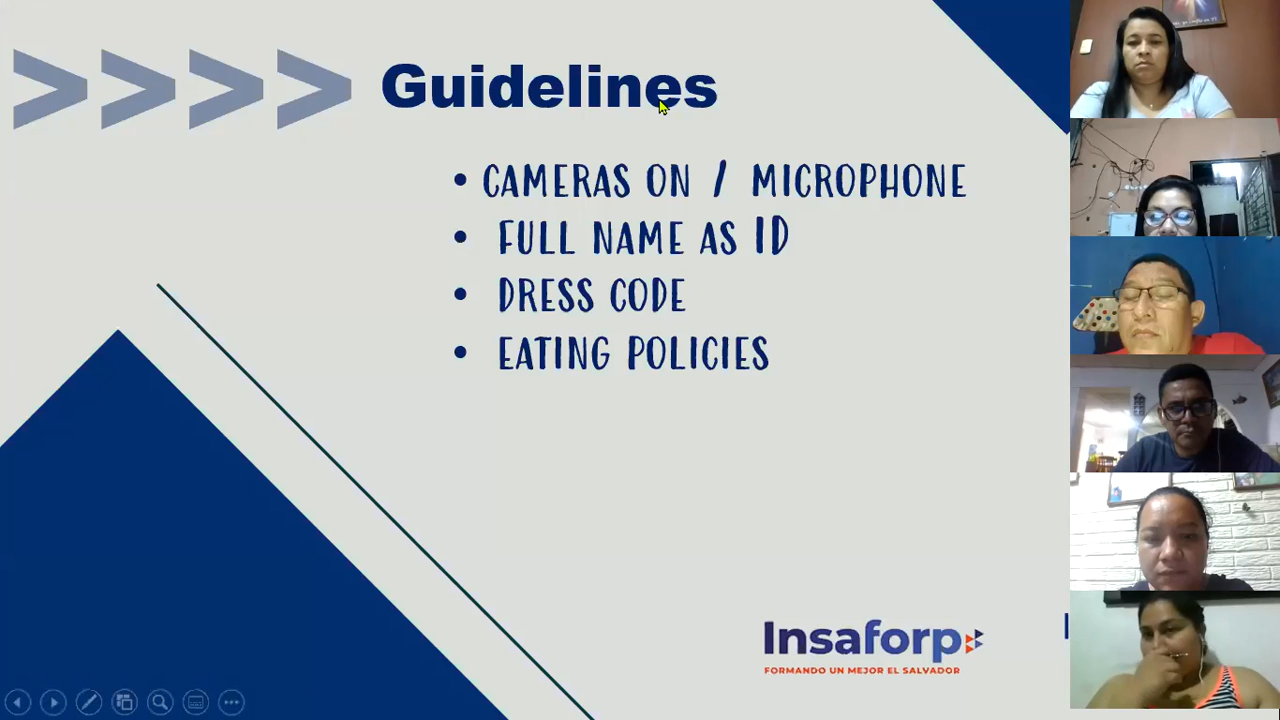 Guidelines
• CAMERAS ON / MICROPHONE
• FULL NAME AS ID
• DRESS CODE
• EATING POLICIES
Insaforp
FORMANDO UN MEJOR EL SALVADOR